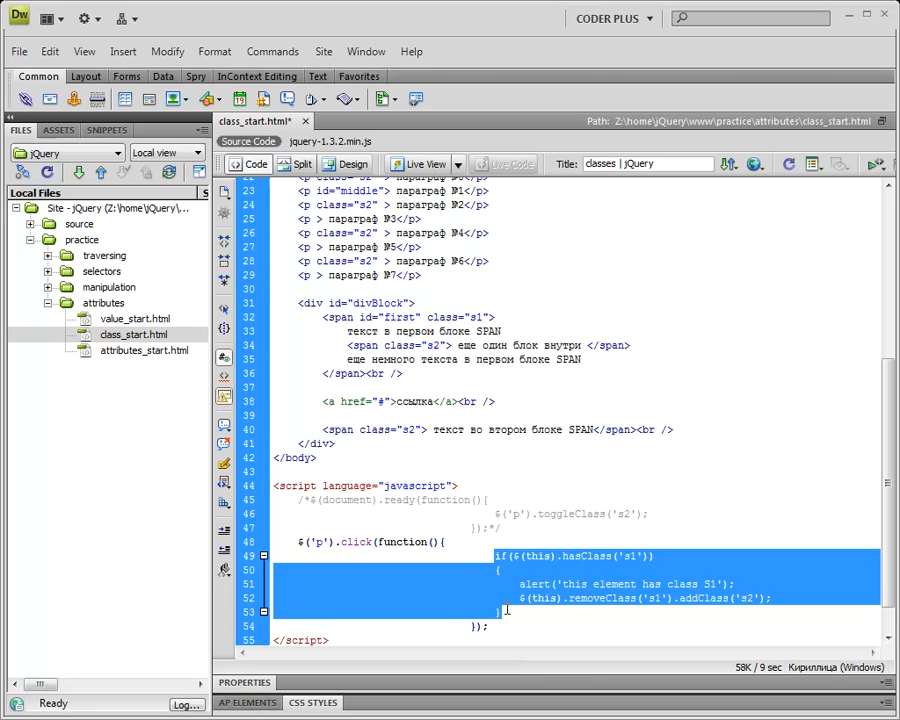 Dw
CODER PLUS
File Edit View Insert Modify Format Commands Site Window Help
Common Layout Forms Data Spry InContext Editing Text Favorites
FILES ASSETS SNIPPETS
class_start.html*
Path: Z:\home\jQuery\www\practice\attributes\class_start.html
Source Code jquery-1.3.2.min.js
jQuery Local view
Code Split Design Live View Live Code Title: classes | jQuery
Local Files
Site - jQuery (Z:\home\jQuery\...
source
practice
traversing
selectors
manipulation
attributes
value_start.html
class_start.html
attributes_start.html
23 <p id="middle"> параграф №1</p>
24 <p class="s2" > параграф №2</p>
25 <p > параграф №3</p>
26 <p class="s2" > параграф №4</p>
27 <p > параграф №5</p>
28 <p class="s2" > параграф №6</p>
29 <p > параграф №7</p>
30
31 <div id="divBlock">
32 <span id="first" class="s1">
33 текст в первом блоке SPAN
34 <span class="s2"> еще один блок внутри </span>
35 еще немного текста в первом блоке SPAN
36 </span><br />
37
38 <a href="#">ссылка</a><br />
39
40 <span class="s2"> текст во втором блоке SPAN</span><br />
41 </div>
42 </body>
43
44 <script language="javascript">
45 /*$(document).ready(function(){
46 $('p').toggleClass('s2');
47 });*/
48 $('p').click(function(){
49 if($(this).hasClass('s1'))
50 {
51 alert('this element has class S1');
52 $(this).removeClass('s1').addClass('s2');
53 }
54 });
55 </script>
58K / 9 sec Кириллица (Windows)
PROPERTIES
Ready Log...
AP ELEMENTS CSS STYLES